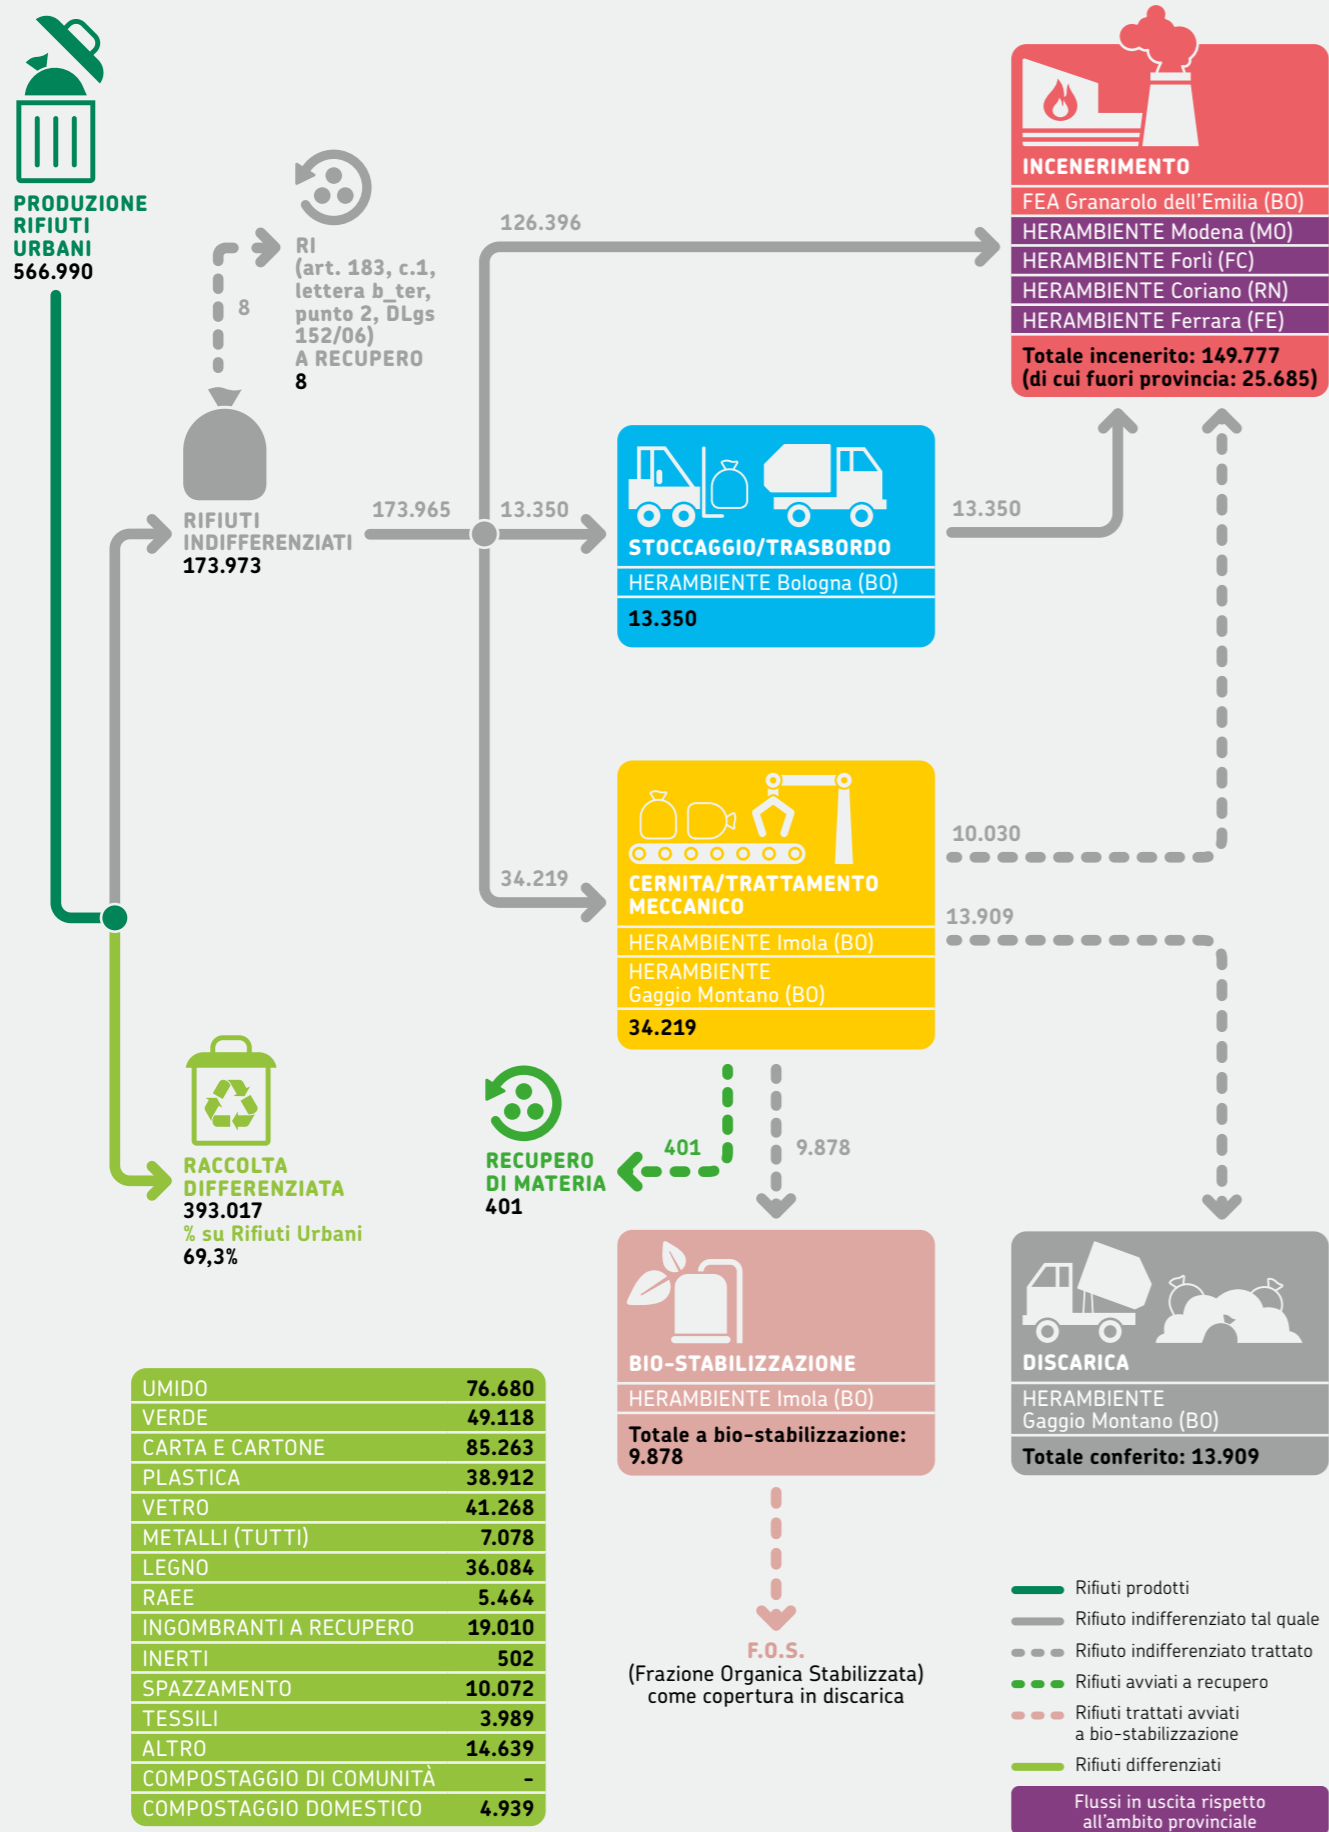 PRODUZIONE
RIFIUTI
URBANI
566.990
8
RI
(art. 183, c.1,
lettera b_ter,
punto 2, DLgs
152/06)
A RECUPERO
8
RIFIUTI
INDIFFERENZIATI
173.973
173.965
126.396
13.350
34.219
INCENERIMENTO
FEA Granarolo dell'Emilia (BO)
HERAMBIENTE Modena (MO)
HERAMBIENTE Forlì (FC)
HERAMBIENTE Coriano (RN)
HERAMBIENTE Ferrara (FE)
Totale incenerito: 149.777
(di cui fuori provincia: 25.685)
STOCCAGGIO/TRASBORDO
HERAMBIENTE Bologna (BO)
13.350
13.350
CERNITA/TRATTAMENTO
MECCANICO
HERAMBIENTE Imola (BO)
HERAMBIENTE
Gaggio Montano (BO)
34.219
10.030
13.909
RACCOLTA
DIFFERENZIATA
393.017
% su Rifiuti Urbani
69,3%
RECUPERO
DI MATERIA
401
401
9.878
BIO-STABILIZZAZIONE
HERAMBIENTE Imola (BO)
Totale a bio-stabilizzazione:
9.878
F.O.S.
(Frazione Organica Stabilizzata)
come copertura in discarica
DISCARICA
HERAMBIENTE
Gaggio Montano (BO)
Totale conferito: 13.909
UMIDO 76.680
VERDE 49.118
CARTA E CARTONE 85.263
PLASTICA 38.912
VETRO 41.268
METALLI (TUTTI) 7.078
LEGNO 36.084
RAEE 5.464
INGOMBRANTI A RECUPERO 19.010
INERTI 502
SPAZZAMENTO 10.072
TESSILI 3.989
ALTRO 14.639
COMPOSTAGGIO DI COMUNITÀ -
COMPOSTAGGIO DOMESTICO 4.939
Rifiuti prodotti
Rifiuto indifferenziato tal quale
Rifiuto indifferenziato trattato
Rifiuti avviati a recupero
Rifiuti trattati avviati
a bio-stabilizzazione
Rifiuti differenziati
Flussi in uscita rispetto
all'ambito provinciale